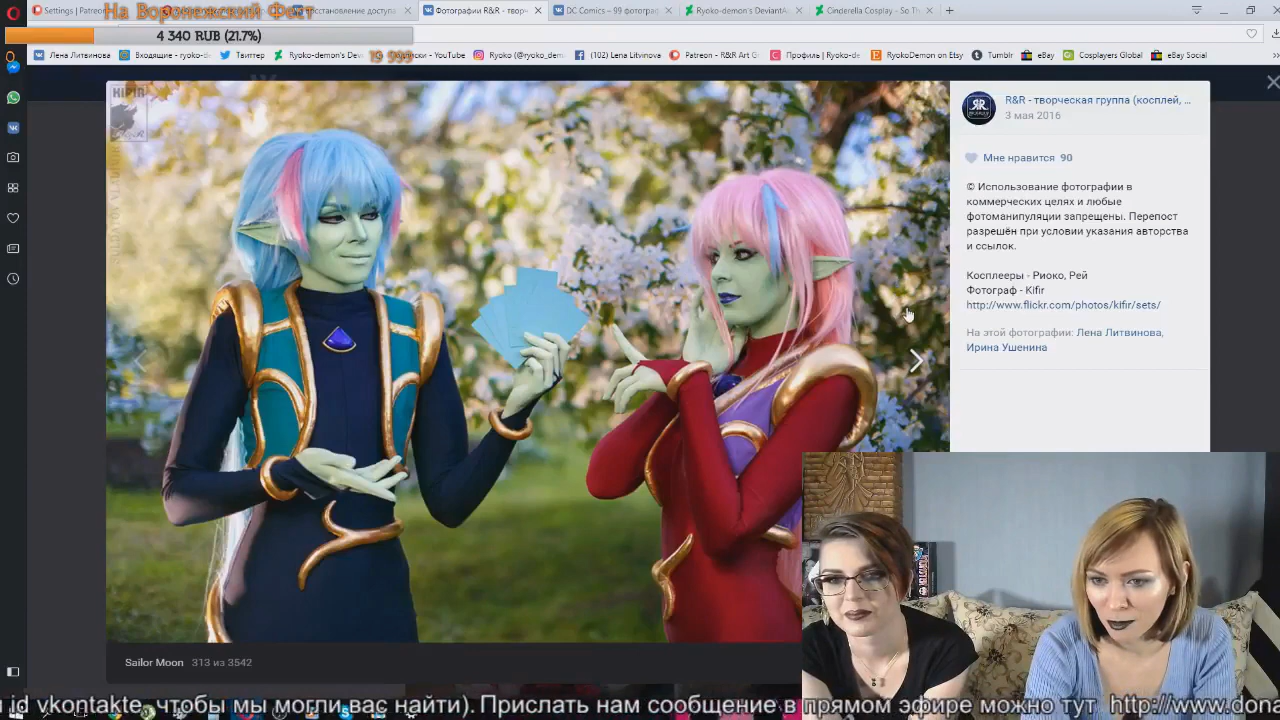 Settings | Patreon
восстановление доступа
Фотографии R&R - творч
DC Comics – 99 фотограф
Ryoko-demon's DeviantA
Cinderella Cosplay - So Th
На Воронежский Фест
4 340 RUB (21.7%)
19 999
Лена Литвинова
Входящие - ryoko-d
Твиттер
Ryoko-demon's De
Подписки - YouTube
Ryoko (@ryoko_dem
(102) Lena Litvinova
Patreon - R&R Art G
Профиль | Ryoko-de
RyokoDemon on Etsy
Tumblr
eBay
Cosplayers Global
eBay Social
KIFIR
R&R - творческая группа (косплей, ...
3 мая 2016
Мне нравится 90
© Использование фотографии в
коммерческих целях и любые
фотоманипуляции запрещены. Перепост
разрешён при условии указания авторства
и ссылок.
Косплееры - Риоко, Рей
Фотограф - Kifir
http://www.flickr.com/photos/kifir/sets/
На этой фотографии: Лена Литвинова,
Ирина Ушенина
Sailor Moon 313 из 3542
id vkontakte, чтобы мы могли вас найти). Прислать нам сообщение в прямом эфире можно тут http://www.dona